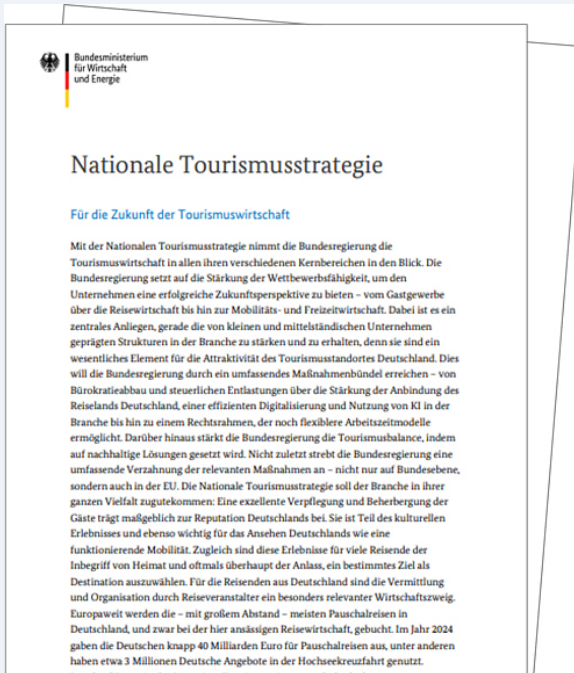 Bundesministerium
für Wirtschaft
und Energie
Nationale Tourismusstrategie
Für die Zukunft der Tourismuswirtschaft
Mit der Nationalen Tourismusstrategie nimmt die Bundesregierung die
Tourismuswirtschaft in allen ihren verschiedenen Kernbereichen in den Blick. Die
Bundesregierung setzt auf die Stärkung der Wettbewerbsfähigkeit, um den
Unternehmen eine erfolgreiche Zukunftsperspektive zu bieten – vom Gastgewerbe
über die Reisewirtschaft bis hin zur Mobilitäts- und Freizeitwirtschaft. Dabei ist es ein
zentrales Anliegen, gerade die von kleinen und mittelständischen Unternehmen
geprägten Strukturen in der Branche zu stärken und zu erhalten, denn sie sind ein
wesentliches Element für die Attraktivität des Tourismusstandortes Deutschland. Dies
will die Bundesregierung durch ein umfassendes Maßnahmenbündel erreichen – von
Bürokratieabbau und steuerlichen Entlastungen über die Stärkung der Anbindung des
Reiselands Deutschland, einer effizienten Digitalisierung und Nutzung von KI in der
Branche bis hin zu einem Rechtsrahmen, der noch flexiblere Arbeitszeitmodelle
ermöglicht. Darüber hinaus stärkt die Bundesregierung die Tourismusbalance, indem
auf nachhaltige Lösungen gesetzt wird. Nicht zuletzt strebt die Bundesregierung eine
umfassende Verzahnung der relevanten Maßnahmen an – nicht nur auf Bundesebene,
sondern auch in der EU. Die Nationale Tourismusstrategie soll der Branche in ihrer
ganzen Vielfalt zugutekommen: Eine exzellente Verpflegung und Beherbergung der
Gäste trägt maßgeblich zur Reputation Deutschlands bei. Sie ist Teil des kulturellen
Erlebnisses und ebenso wichtig für das Ansehen Deutschlands wie eine
funktionierende Mobilität. Zugleich sind diese Erlebnisse für viele Reisende der
Inbegriff von Heimat und oftmals überhaupt der Anlass, ein bestimmtes Ziel als
Destination auszuwählen. Für die Reisenden aus Deutschland sind die Vermittlung
und Organisation durch Reiseveranstalter ein besonders relevanter Wirtschaftszweig.
Europaweit werden die – mit großem Abstand – meisten Pauschalreisen in
Deutschland, und zwar bei der hier ansässigen Reisewirtschaft, gebucht. Im Jahr 2024
gaben die Deutschen knapp 40 Milliarden Euro für Pauschalreisen aus, unter anderen
haben etwa 3 Millionen Deutsche Angebote in der Hochseekreuzfahrt genutzt.